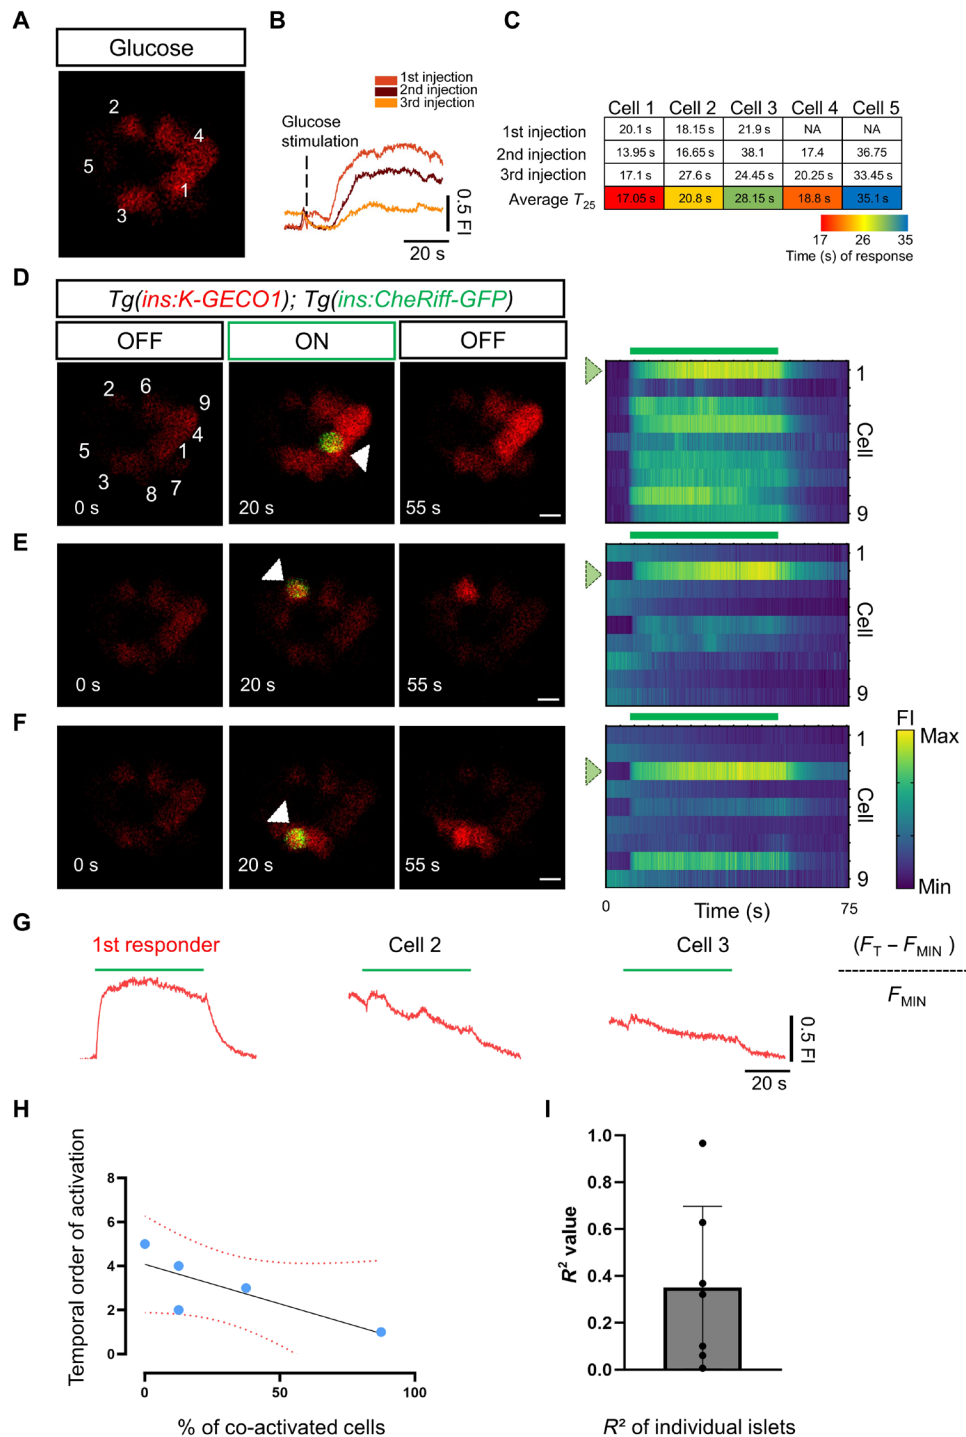 A
B
C
Glucose
2
4
5
1
3
1st injection
2nd injection
3rd injection
Glucose
stimulation
0.5 FI
20 s
Cell 1 Cell 2 Cell 3 Cell 4 Cell 5
1st injection 20.1 s 18.15 s 21.9 s NA NA
2nd injection 13.95 s 16.65 s 38.1 17.4 36.75
3rd injection 17.1 s 27.6 s 24.45 s 20.25 s 33.45 s
Average T25 17.05 s 20.8 s 28.15 s 18.8 s 35.1 s
17 26 35
Time (s) of response
D
Tg(ins:K-GECO1); Tg(ins:CheRiff-GFP)
OFF ON OFF
2 6 9
5 4
1
3 8 7
0 s 20 s 55 s
1
Cell
9
E
0 s 20 s 55 s
1
Cell
9
F
0 s 20 s 55 s
1
Cell
9
0 Time (s) 75
FI
Max
Min
G
1st responder Cell 2 Cell 3
(FT – FMIN )
FMIN
0.5 FI
20 s
H
Temporal order of activation
8
6
4
2
0
0 50 100
% of co-activated cells
I
R² value
1.0
0.8
0.6
0.4
0.2
0.0
R² of individual islets